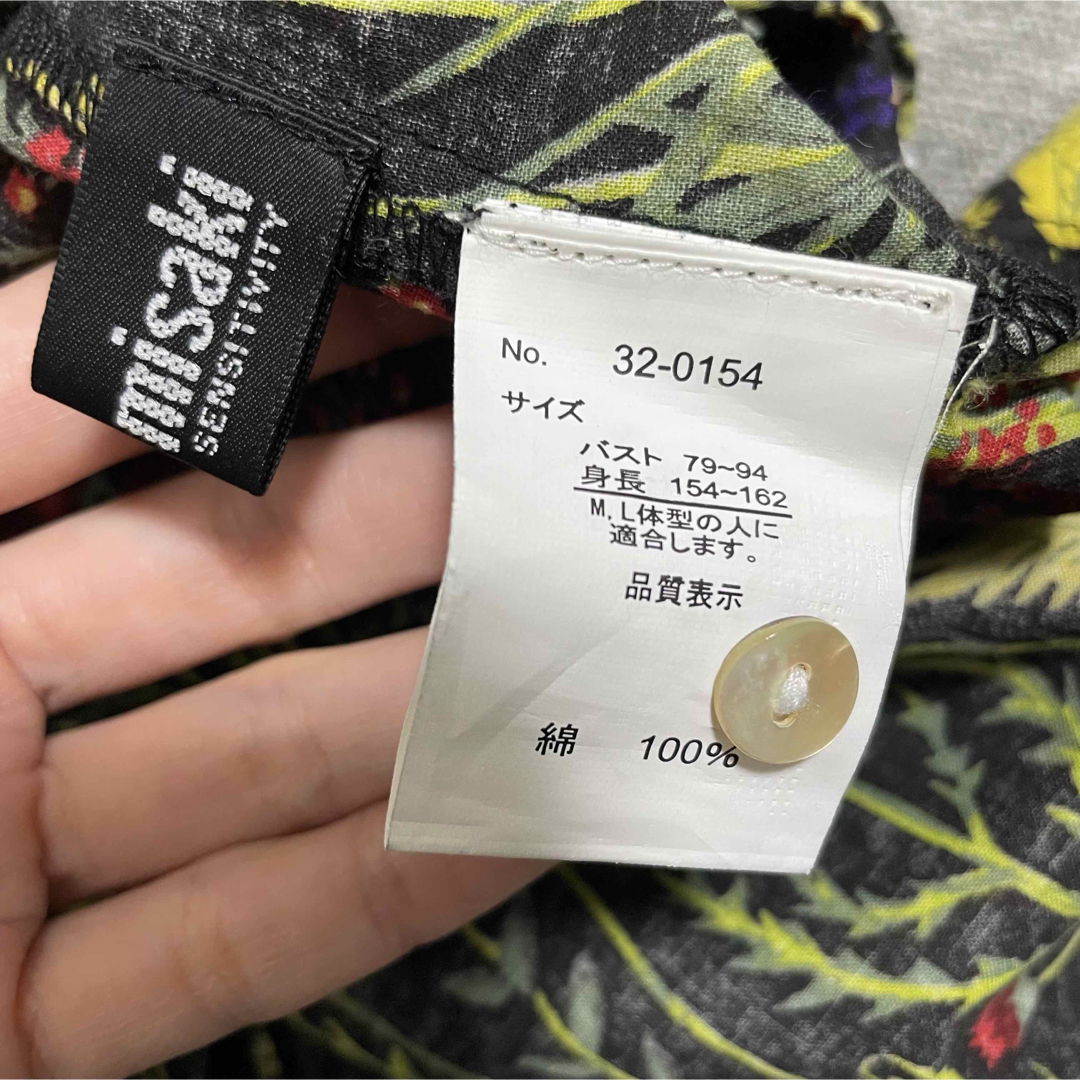 misaki
SENSITIVITY
No. 32-0154
サイズ
バスト 79~94
身長 154~162
M.L体型の人に
適合します。
品質表示
綿 100%